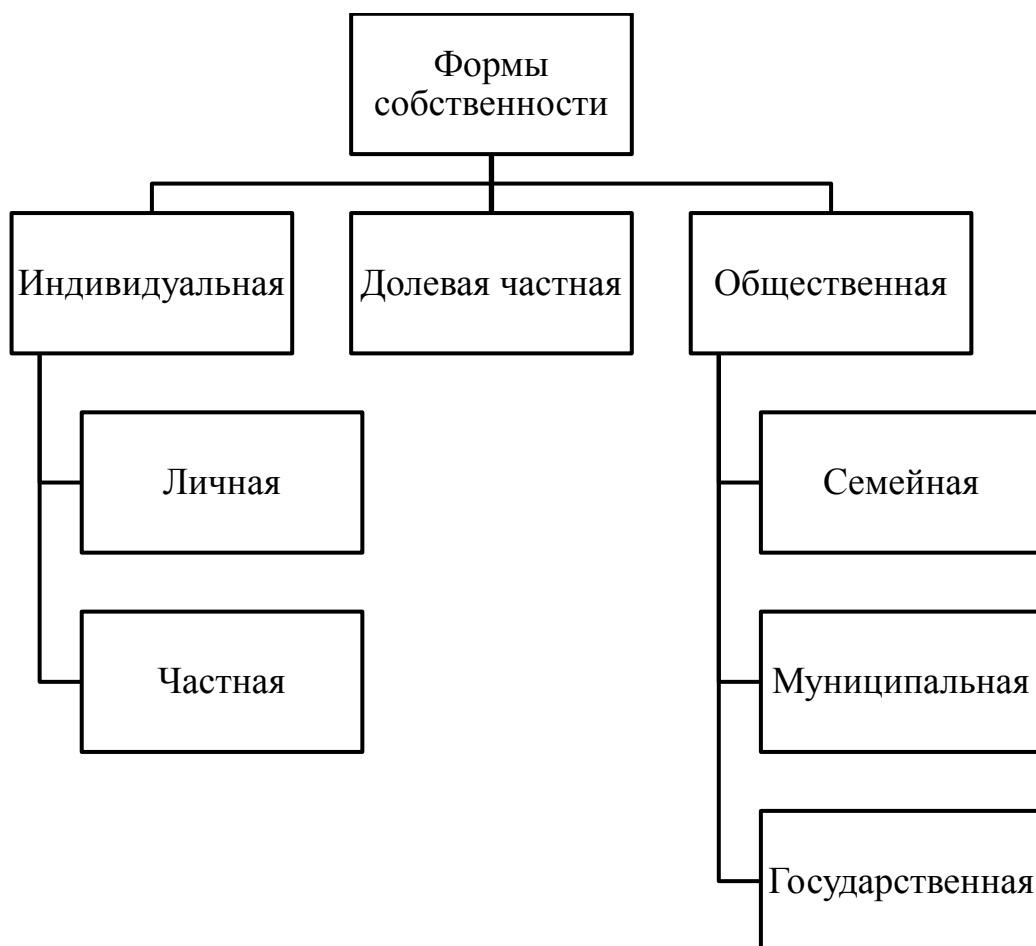 Формы
собственности
Индивидуальная
Долевая частная
Общественная
Личная
Семейная
Частная
Муниципальная
Государственная